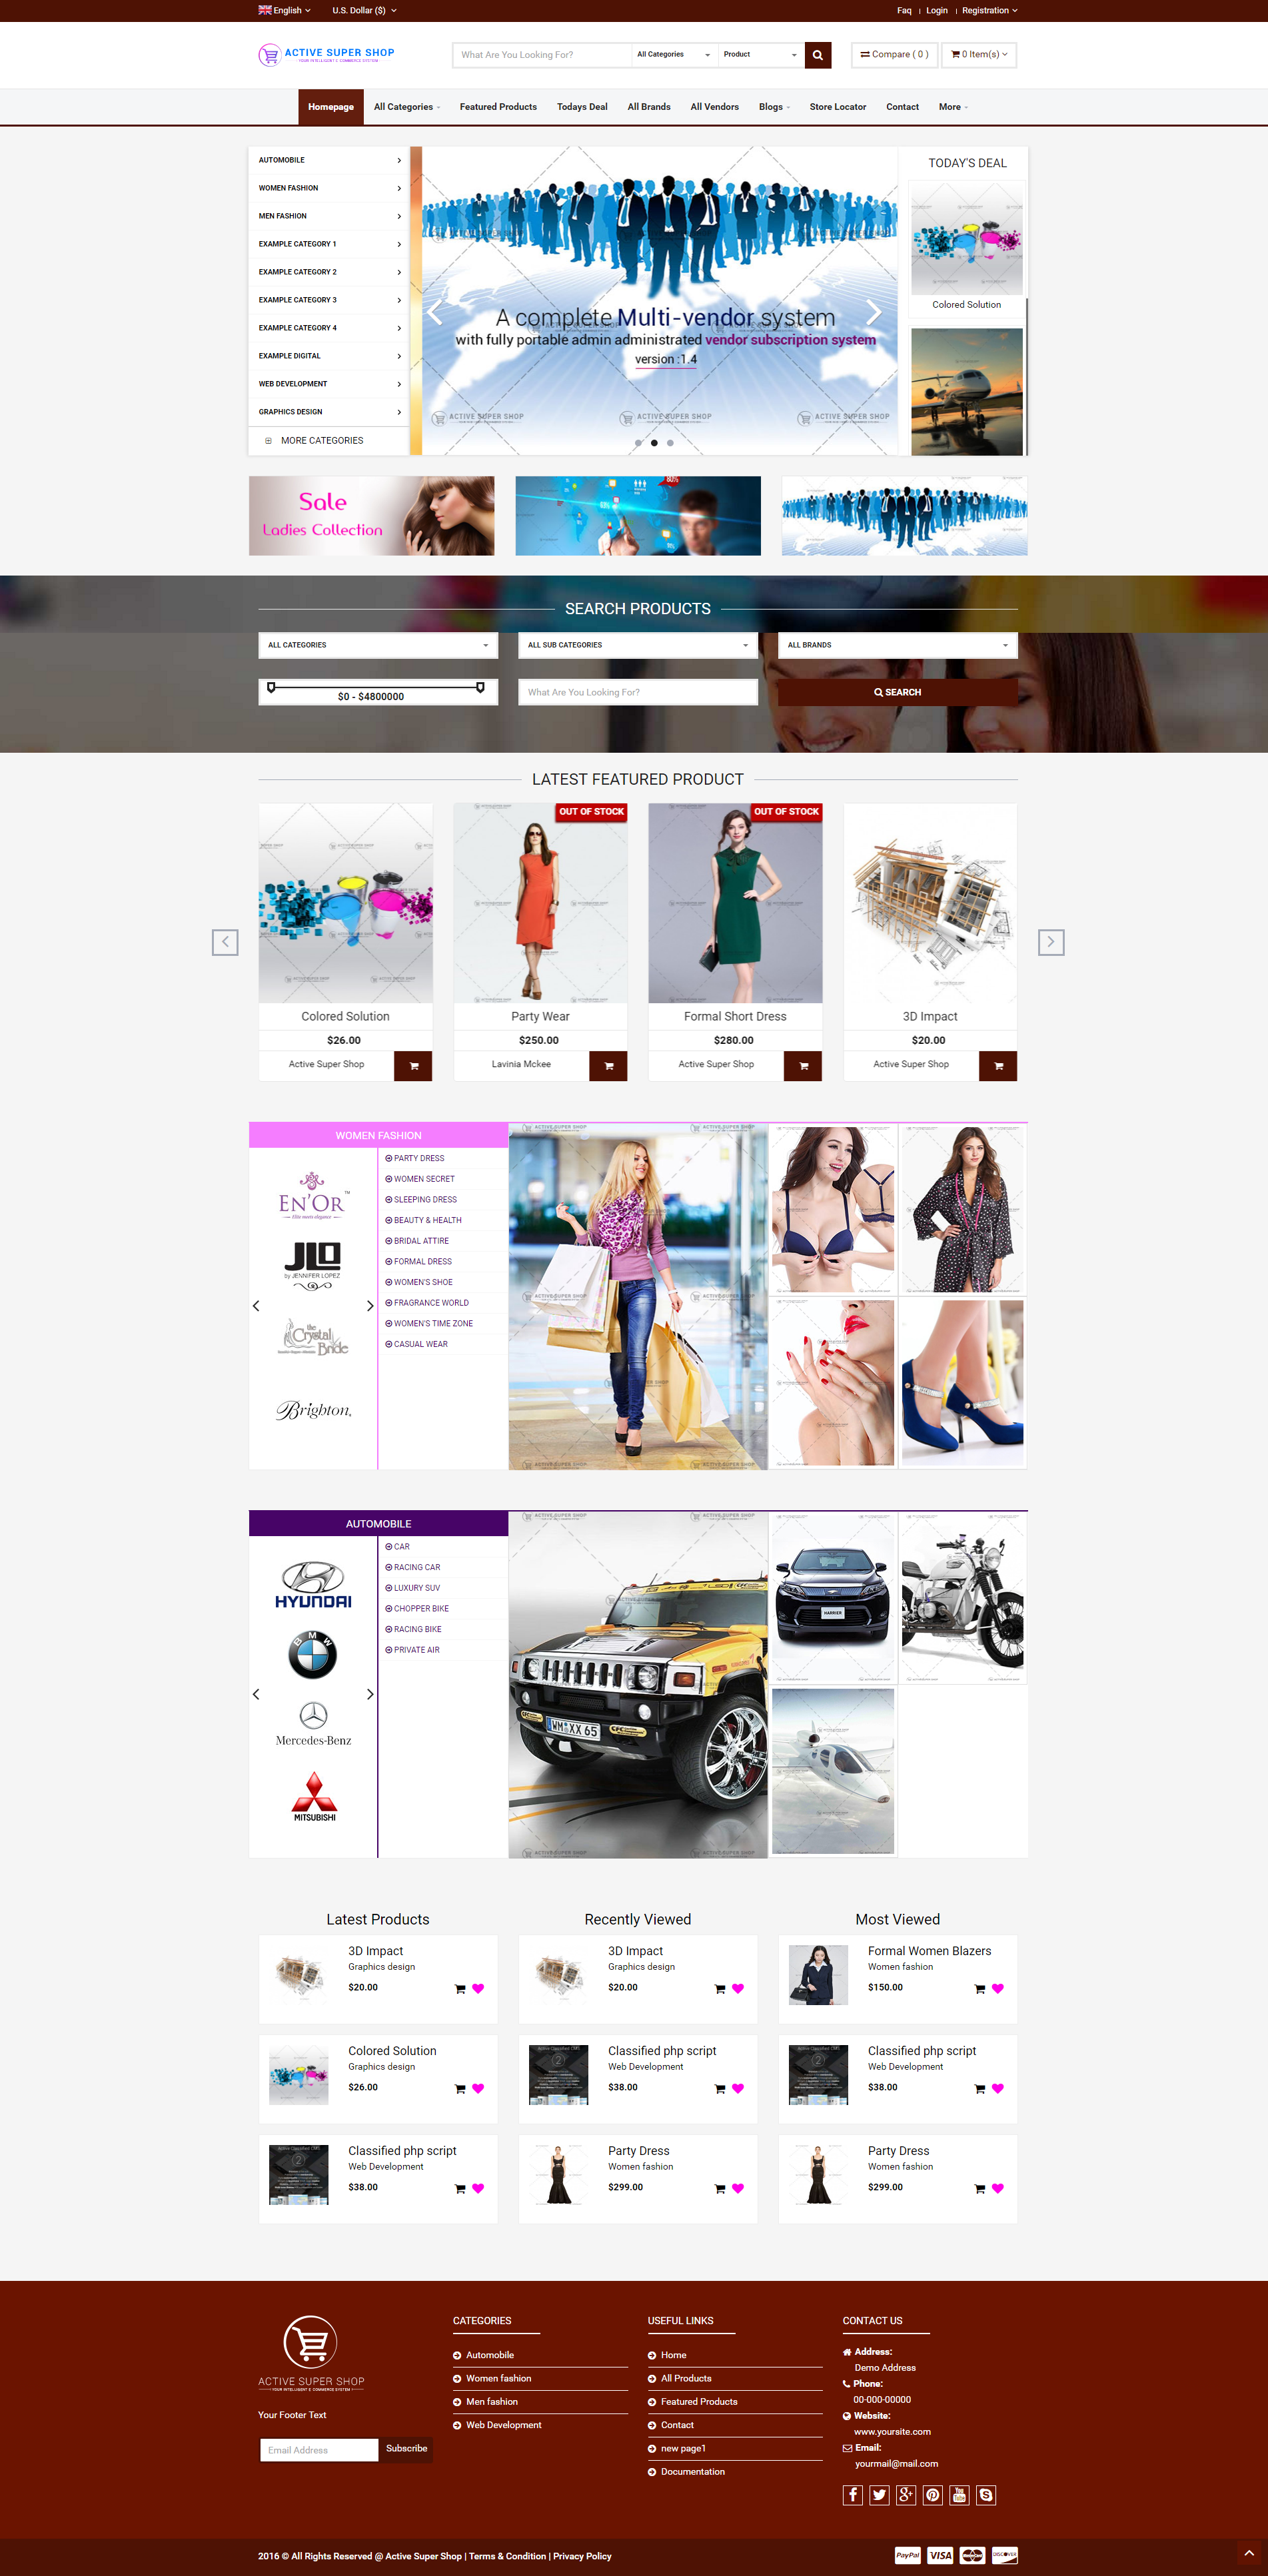 English
U.S. Dollar ($)
Faq
Login
Registration
ACTIVE SUPER SHOP
YOUR INTELLIGENT E-COMMERCE SYSTEM
What Are You Looking For?
All Categories
Product
Compare ( 0 )
0 Item(s)
Homepage
All Categories
Featured Products
Todays Deal
All Brands
All Vendors
Blogs
Store Locator
Contact
More
AUTOMOBILE
WOMEN FASHION
MEN FASHION
EXAMPLE CATEGORY 1
EXAMPLE CATEGORY 2
EXAMPLE CATEGORY 3
EXAMPLE CATEGORY 4
EXAMPLE DIGITAL
WEB DEVELOPMENT
GRAPHICS DESIGN
MORE CATEGORIES
A complete Multi-vendor system
with fully portable admin administrated vendor subscription system
version :1.4
ACTIVE SUPER SHOP
ACTIVE SUPER SHOP
ACTIVE SUPER SHOP
TODAY'S DEAL
Colored Solution
Sale
Ladies Collection
80%
SEARCH PRODUCTS
ALL CATEGORIES
ALL SUB CATEGORIES
ALL BRANDS
$0 - $4800000
What Are You Looking For?
SEARCH
LATEST FEATURED PRODUCT
Colored Solution
$26.00
Active Super Shop
OUT OF STOCK
Party Wear
$250.00
Lavinia Mckee
OUT OF STOCK
Formal Short Dress
$280.00
Active Super Shop
3D Impact
$20.00
Active Super Shop
WOMEN FASHION
EN'OR™
Elite meets elegance
JLO
by JENNIFER LOPEZ
the Crystal Bride
Brighton.
PARTY DRESS
WOMEN SECRET
SLEEPING DRESS
BEAUTY & HEALTH
BRIDAL ATTIRE
FORMAL DRESS
WOMEN'S SHOE
FRAGRANCE WORLD
WOMEN'S TIME ZONE
CASUAL WEAR
AUTOMOBILE
HYUNDAI
BMW
Mercedes-Benz
MITSUBISHI
CAR
RACING CAR
LUXURY SUV
CHOPPER BIKE
RACING BIKE
PRIVATE AIR
WM XX 65
HARRIER
Latest Products
3D Impact
Graphics design
$20.00
Colored Solution
Graphics design
$26.00
Classified php script
Web Development
$38.00
Recently Viewed
3D Impact
Graphics design
$20.00
Classified php script
Web Development
$38.00
Party Dress
Women fashion
$299.00
Most Viewed
Formal Women Blazers
Women fashion
$150.00
Classified php script
Web Development
$38.00
Party Dress
Women fashion
$299.00
ACTIVE SUPER SHOP
YOUR INTELLIGENT E-COMMERCE SYSTEM
Your Footer Text
Email Address
Subscribe
CATEGORIES
Automobile
Women fashion
Men fashion
Web Development
USEFUL LINKS
Home
All Products
Featured Products
Contact
new page1
Documentation
CONTACT US
Address:
Demo Address
Phone:
00-000-00000
Website:
www.yoursite.com
Email:
yourmail@mail.com
2016 © All Rights Reserved @ Active Super Shop | Terms & Condition | Privacy Policy
PayPal
VISA
MasterCard
DISCOVER